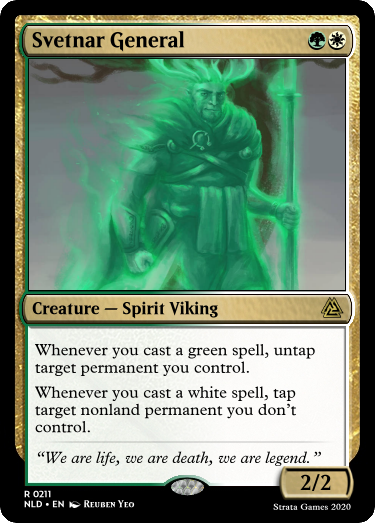 Svetnar General
Creature — Spirit Viking
Whenever you cast a green spell, untap
target permanent you control.
Whenever you cast a white spell, tap
target nonland permanent you don’t
control.
“We are life, we are death, we are legend.”
2/2
R 0211
NLD • EN Reuben Yeo
Strata Games 2020